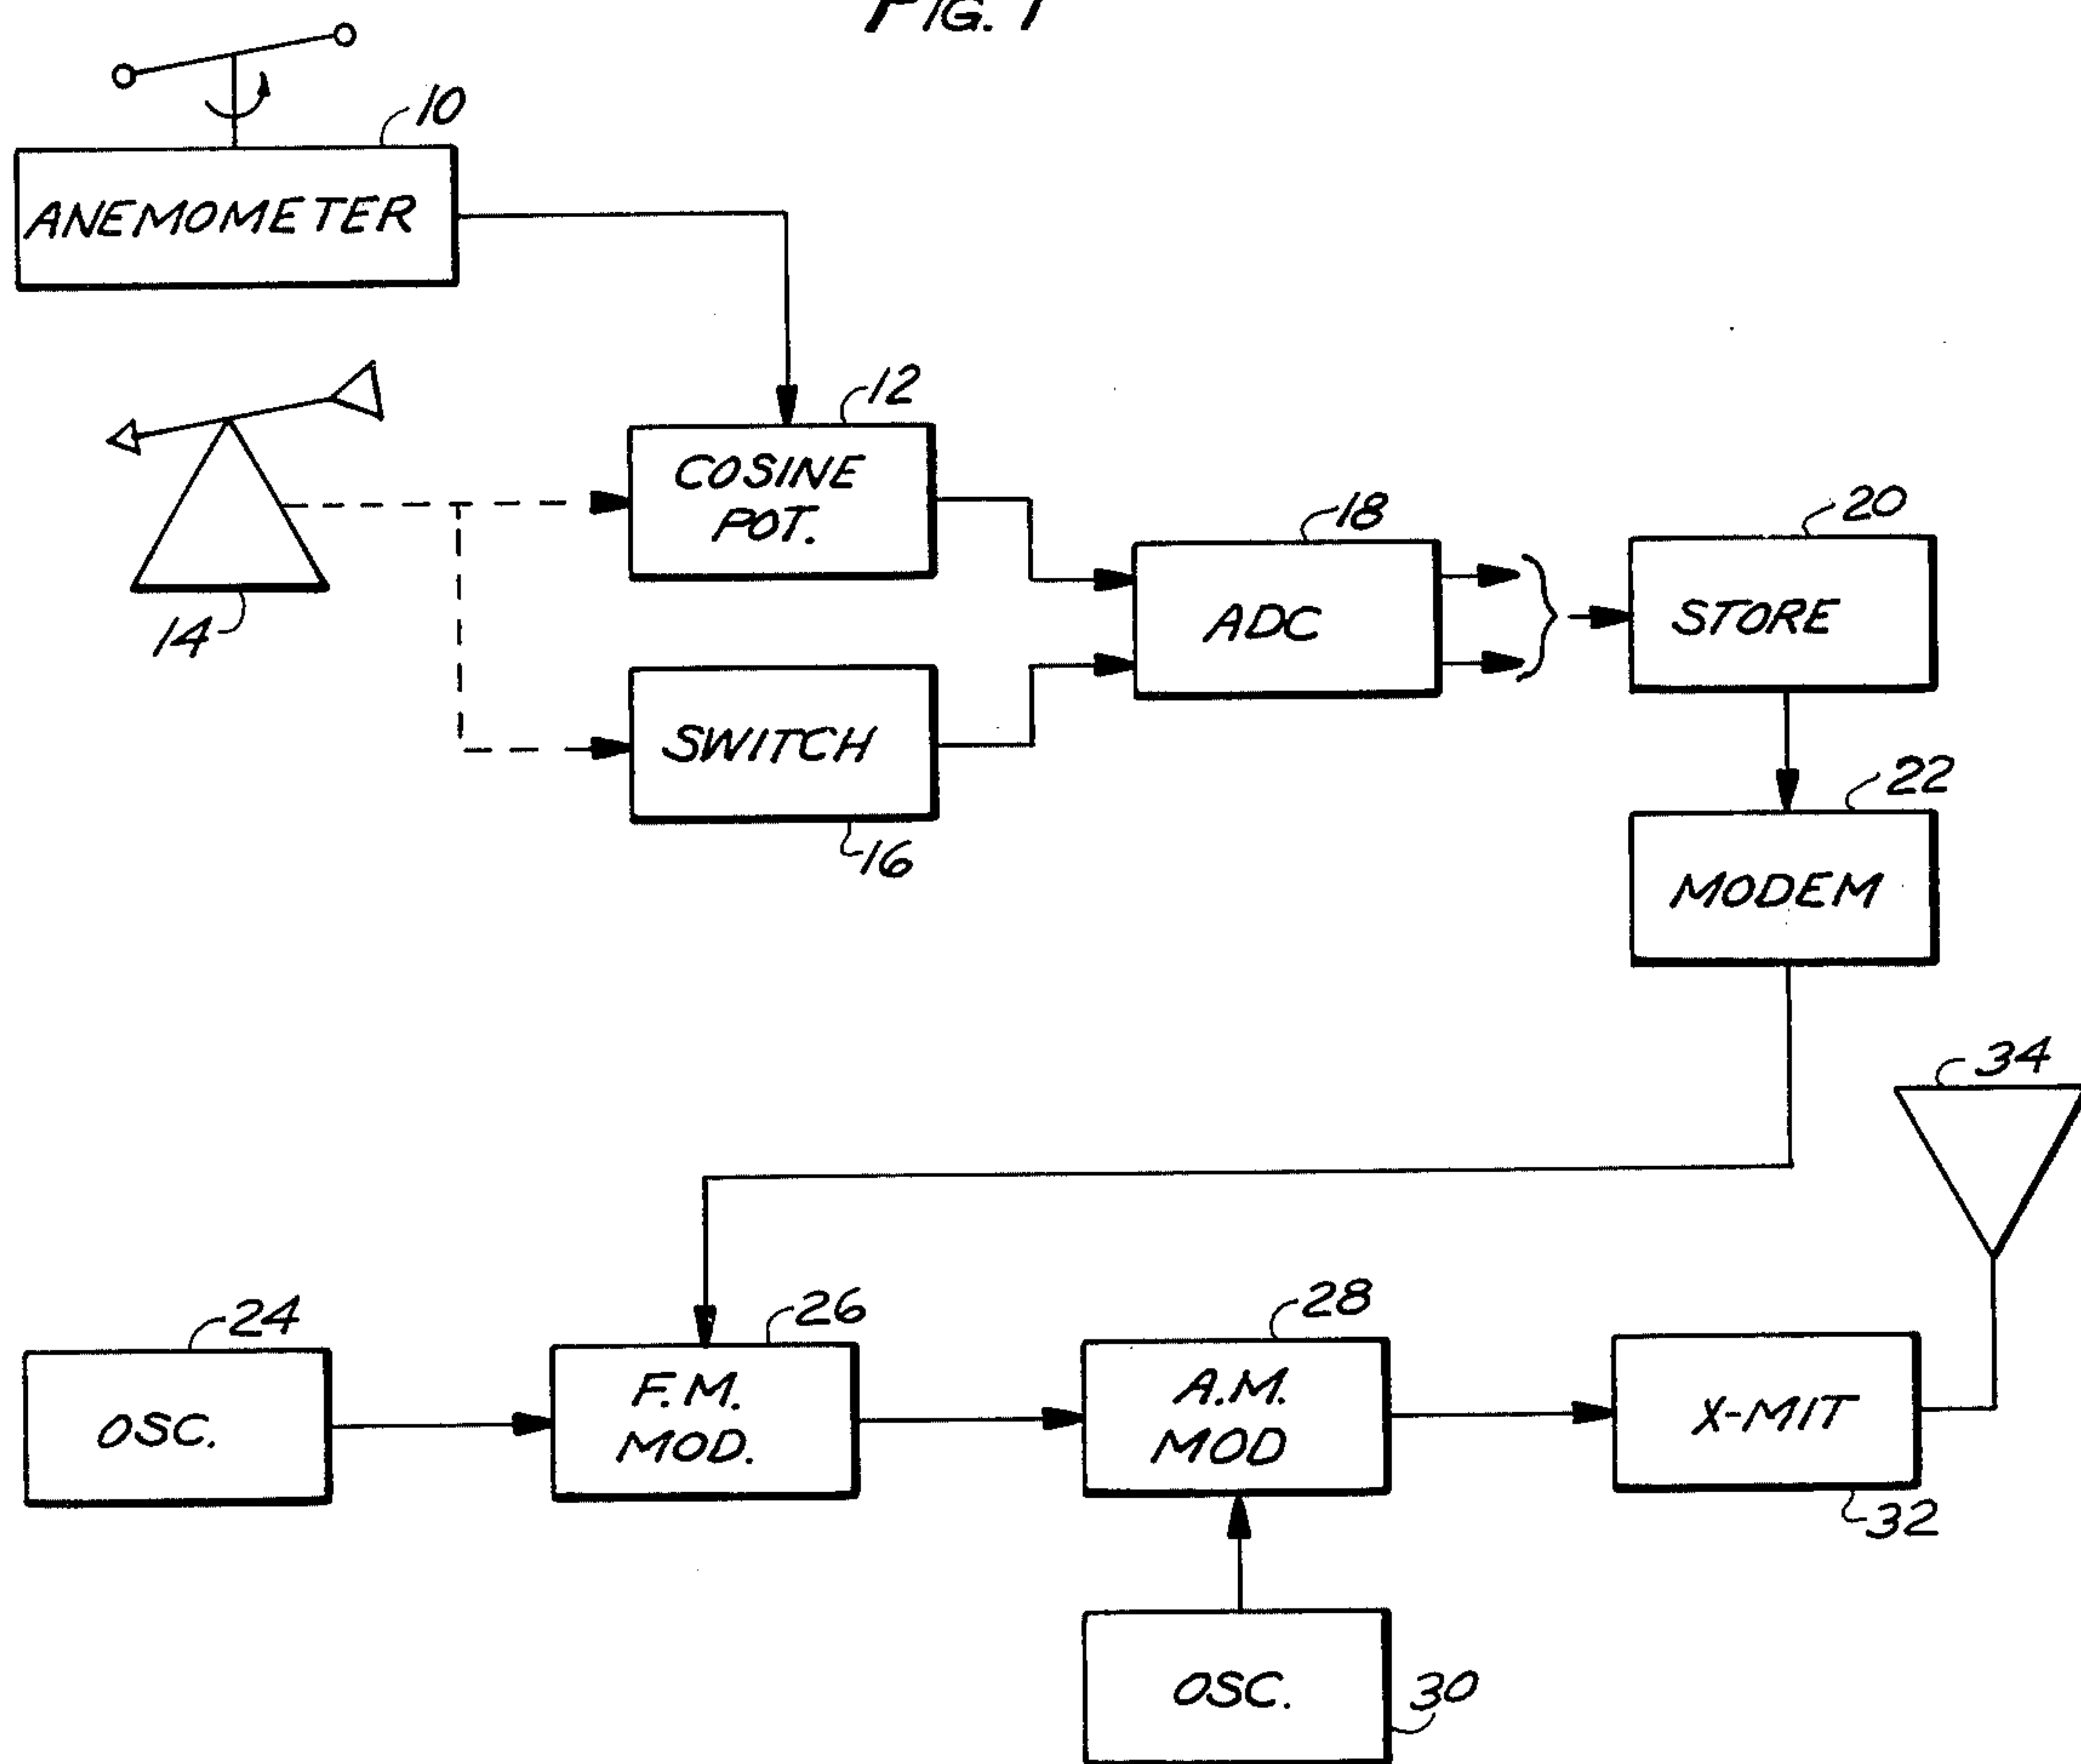 FIG. 1
10
ANEMOMETER
12
COSINE
POT.
14
18
ADC
20
STORE
SWITCH
16
22
MODEM
34
24
OSC.
26
F.M.
MOD.
28
A.M.
MOD
X-MIT
32
OSC.
30